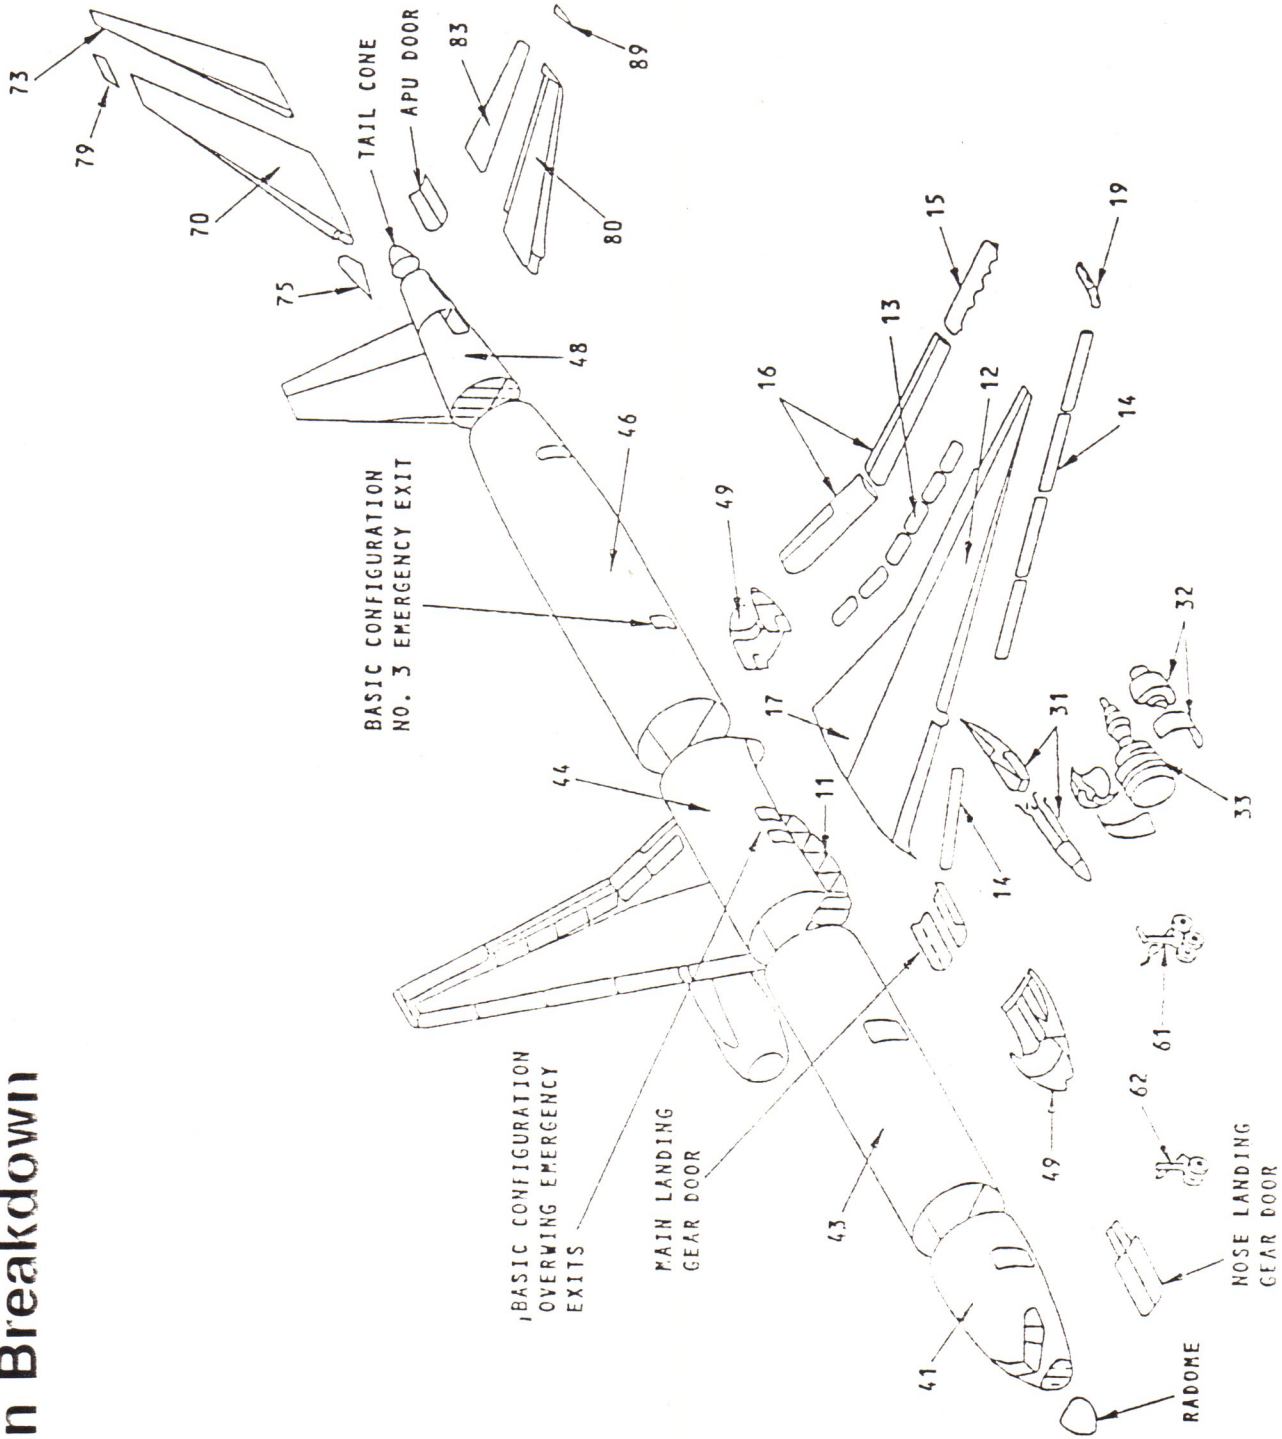 n Breakdown
73
79
70
75
TAIL CONE
APU DOOR
83
89
80
48
46
BASIC CONFIGURATION
NO. 3 EMERGENCY EXIT
44
49
16
13
15
12
19
14
17
11
31
32
33
14
BASIC CONFIGURATION
OVERWING EMERGENCY
EXITS
MAIN LANDING
GEAR DOOR
43
49
61
62
41
NOSE LANDING
GEAR DOOR
RADOME